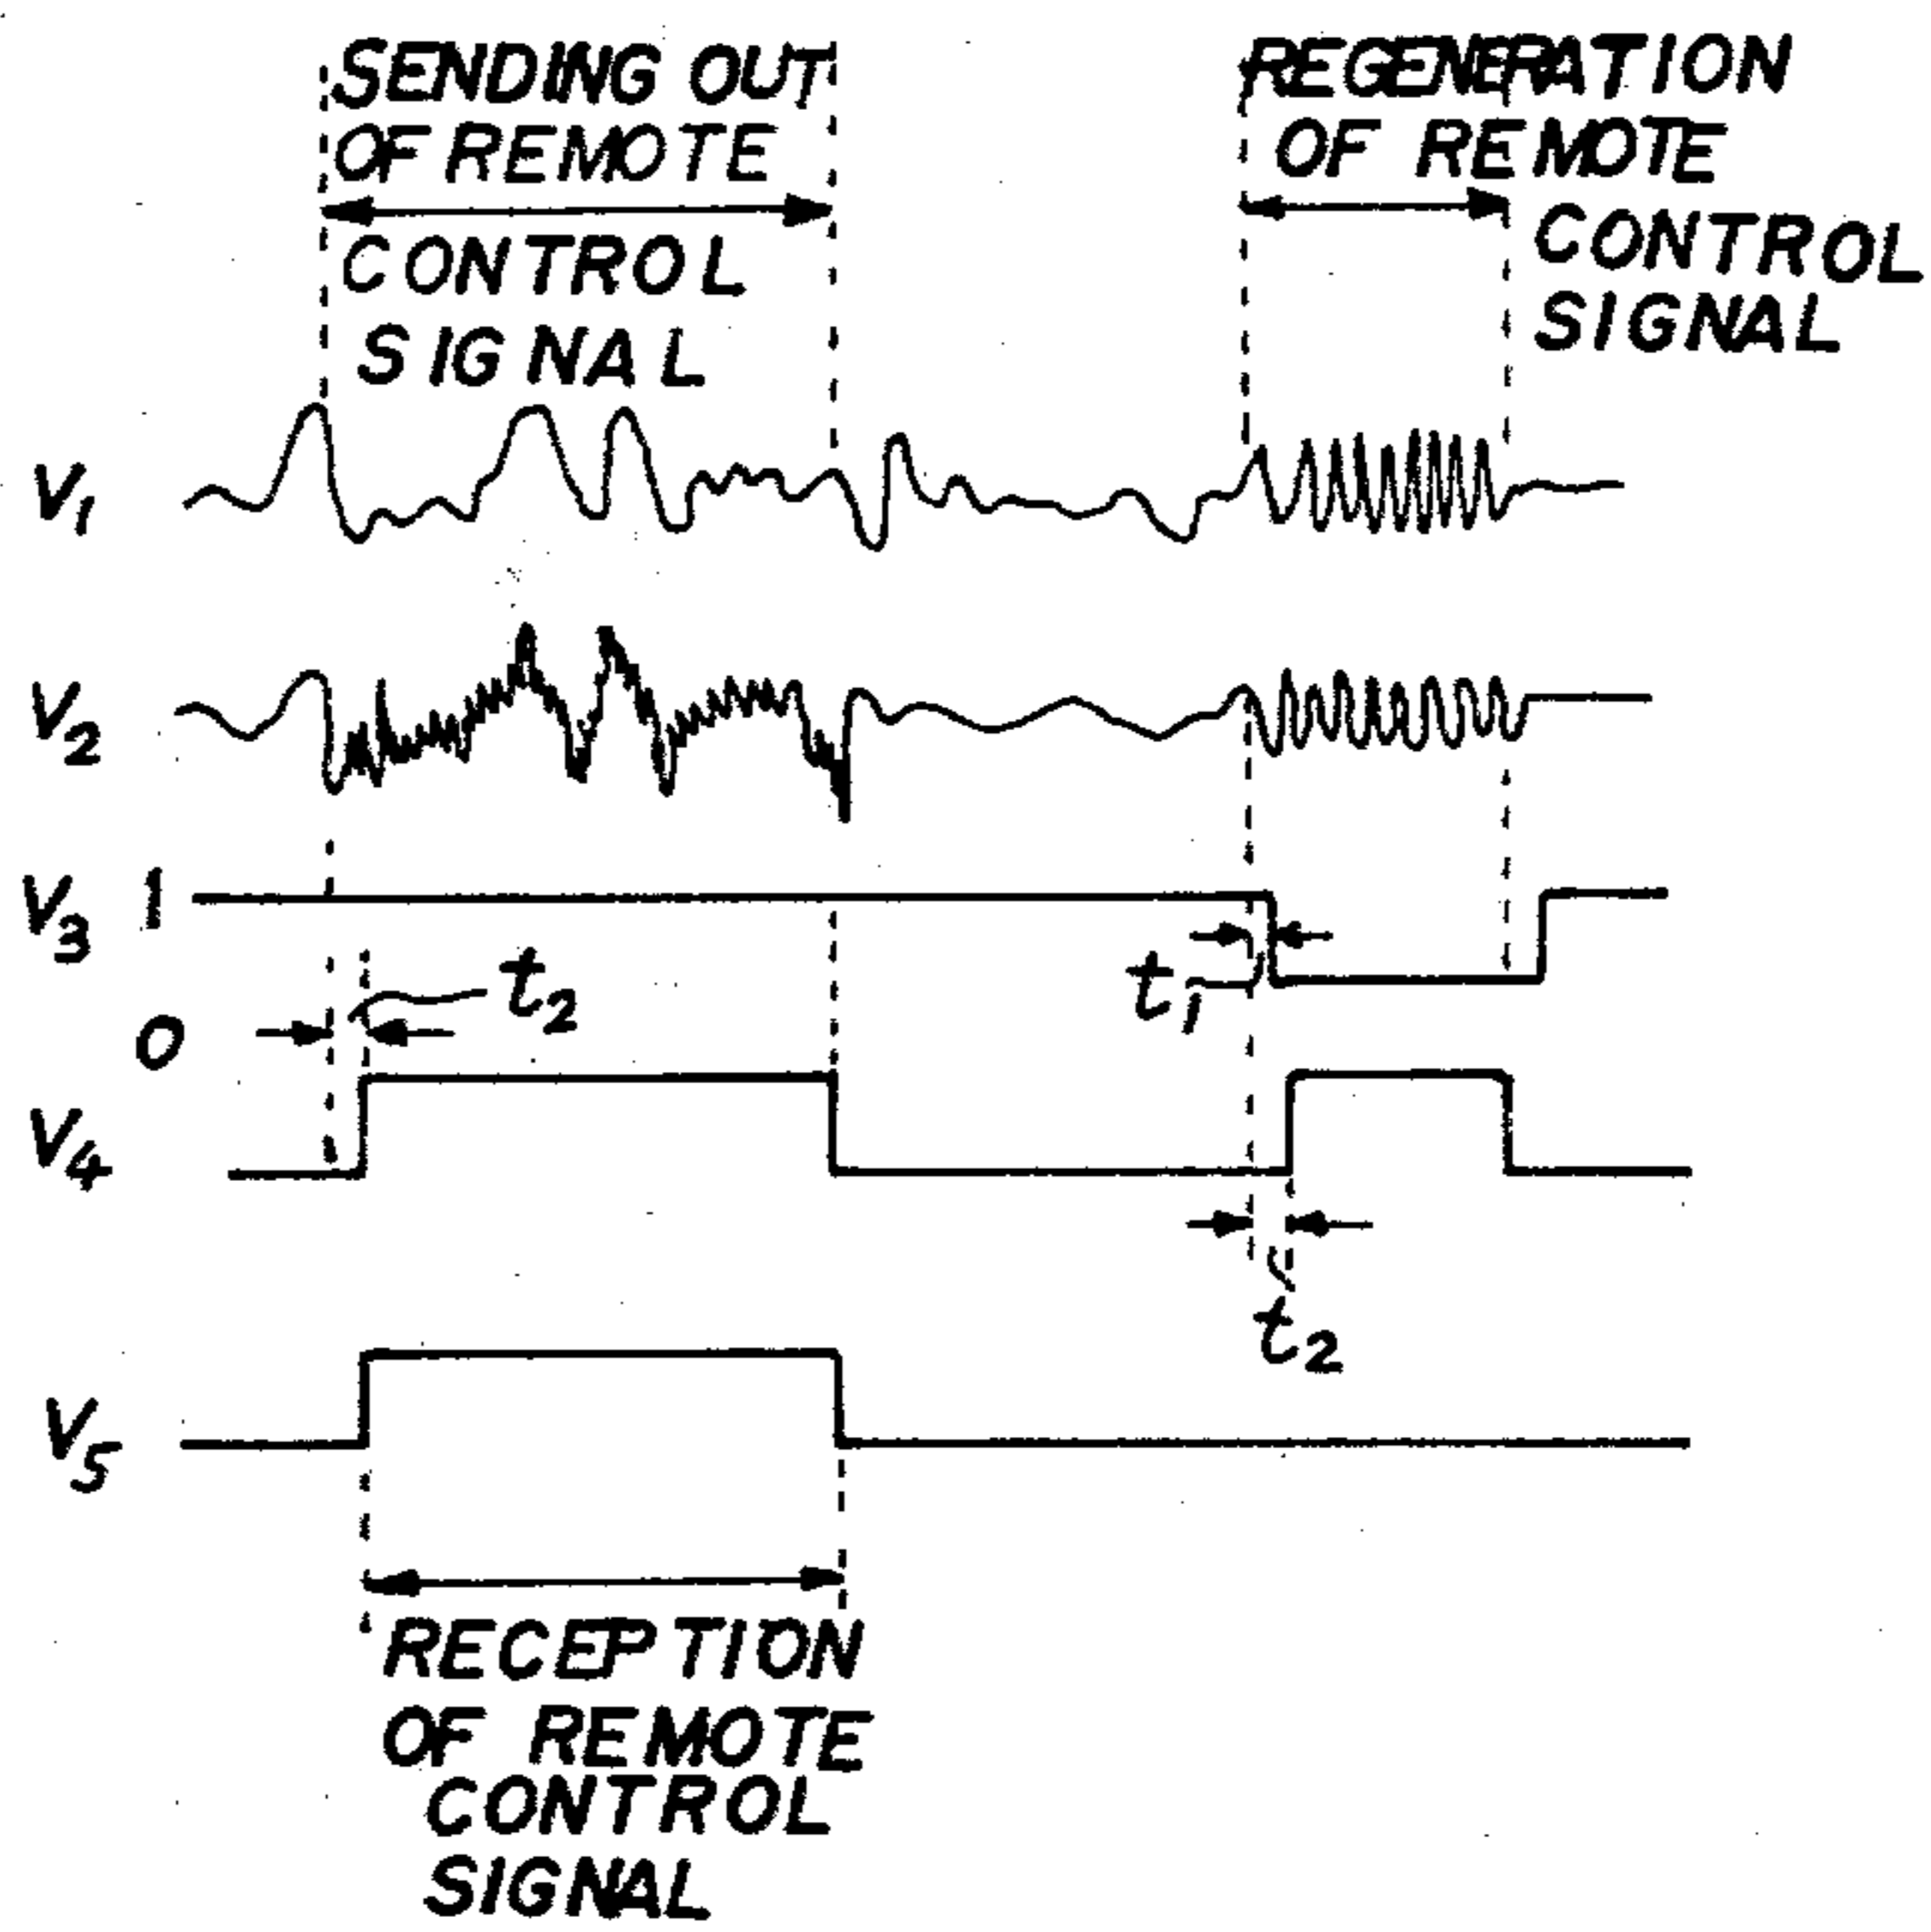 SENDING OUT
OF REMOTE
CONTROL
SIGNAL
REGENERATION
OF REMOTE
CONTROL
SIGNAL
V1
V2
V3 1
t2
t1
0
V4
t2
V5
RECEPTION
OF REMOTE
CONTROL
SIGNAL